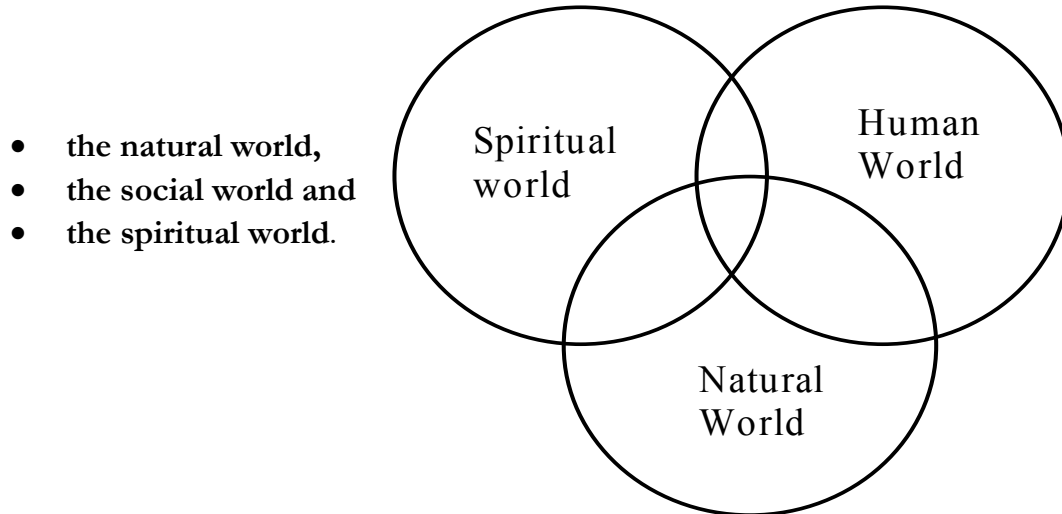 • the natural world,
• the social world and
• the spiritual world.
Spiritual
world
Human
World
Natural
World